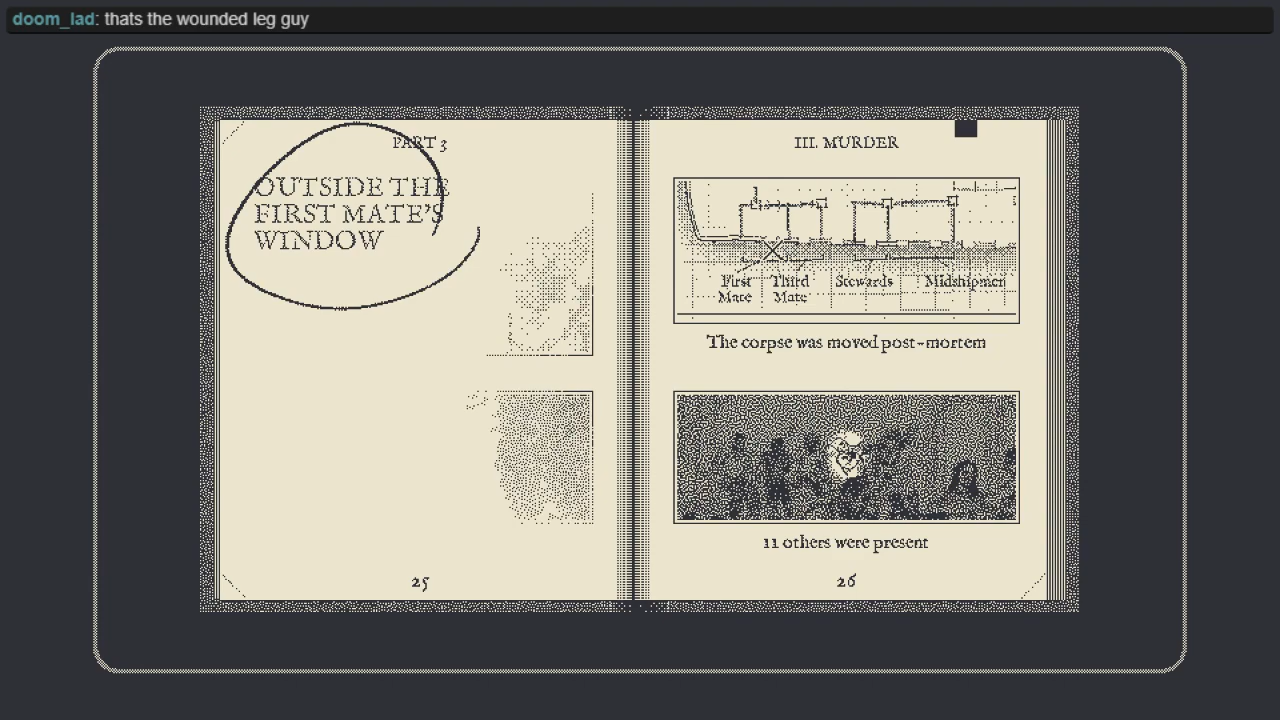 doom_lad: thats the wounded leg guy
PART 3
OUTSIDE THE
FIRST MATE'S
WINDOW
25
III. MURDER
First Third Stewards Midshipmen
Mate Mate
The corpse was moved post-mortem
11 others were present
26